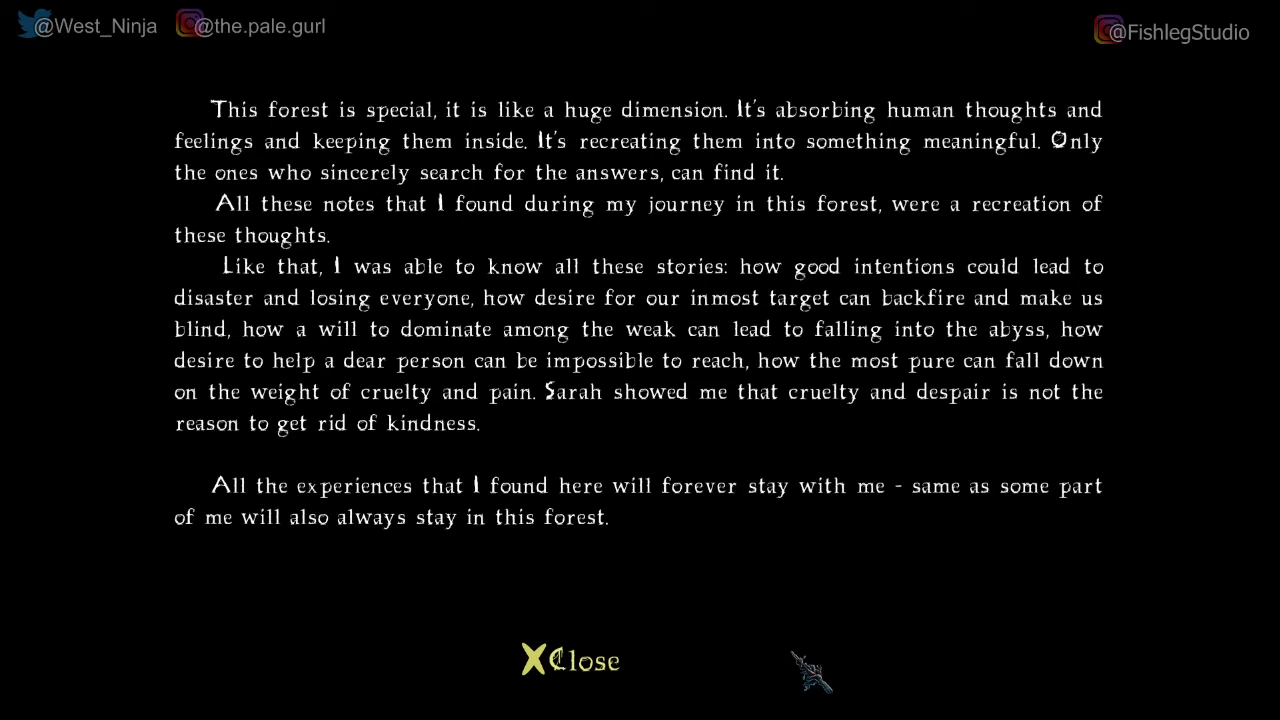 @West_Ninja @the.pale.gurl @FishlegStudio
This forest is special, it is like a huge dimension. It's absorbing human thoughts and
feelings and keeping them inside. It's recreating them into something meaningful. Only
the ones who sincerely search for the answers, can find it.
All these notes that I found during my journey in this forest, were a recreation of
these thoughts.
Like that, I was able to know all these stories: how good intentions could lead to
disaster and losing everyone, how desire for our inmost target can backfire and make us
blind, how a will to dominate among the weak can lead to falling into the abyss, how
desire to help a dear person can be impossible to reach, how the most pure can fall down
on the weight of cruelty and pain. Sarah showed me that cruelty and despair is not the
reason to get rid of kindness.
All the experiences that I found here will forever stay with me - same as some part
of me will also always stay in this forest.
X Close